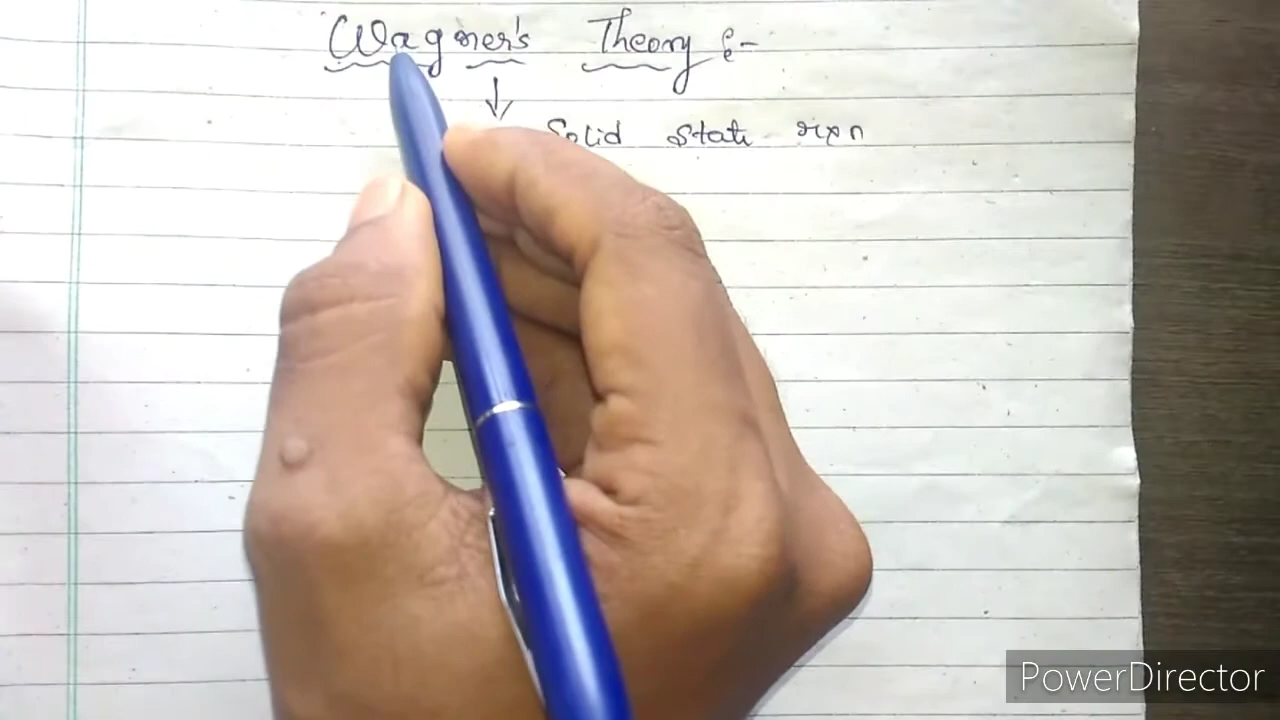 Wagner's Theory :-
↓
Solid state rxn
PowerDirector